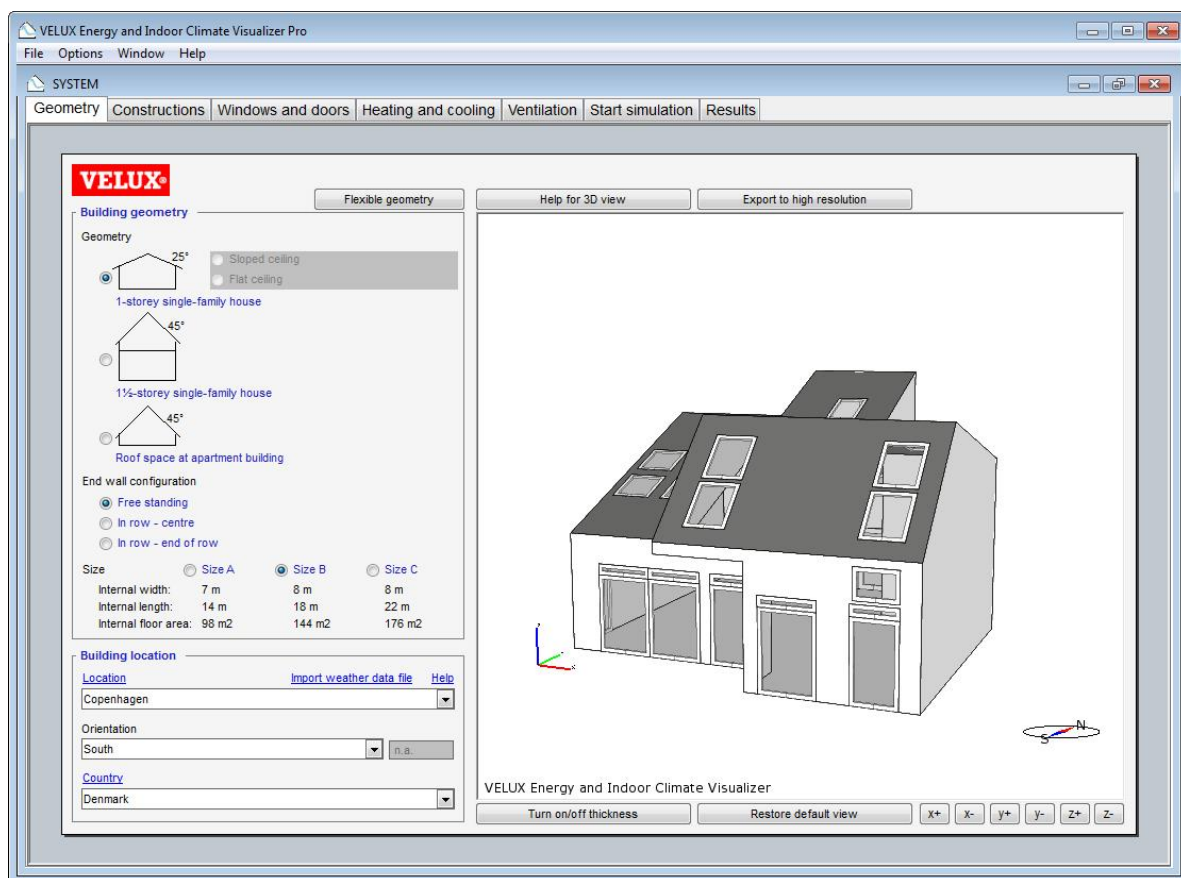 VELUX Energy and Indoor Climate Visualizer Pro
File Options Window Help
SYSTEM
Geometry Constructions Windows and doors Heating and cooling Ventilation Start simulation Results
VELUX®
Flexible geometry Help for 3D view Export to high resolution
Building geometry
Geometry
25° Sloped ceiling
Flat ceiling
1-storey single-family house
45°
1½-storey single-family house
45°
Roof space at apartment building
End wall configuration
Free standing
In row - centre
In row - end of row
Size Size A Size B Size C
Internal width: 7 m 8 m 8 m
Internal length: 14 m 18 m 22 m
Internal floor area: 98 m2 144 m2 176 m2
Building location
Location Import weather data file Help
Copenhagen
Orientation
South n.a.
Country
Denmark
x
N
S
VELUX Energy and Indoor Climate Visualizer
Turn on/off thickness Restore default view x+ x- y+ y- z+ z-